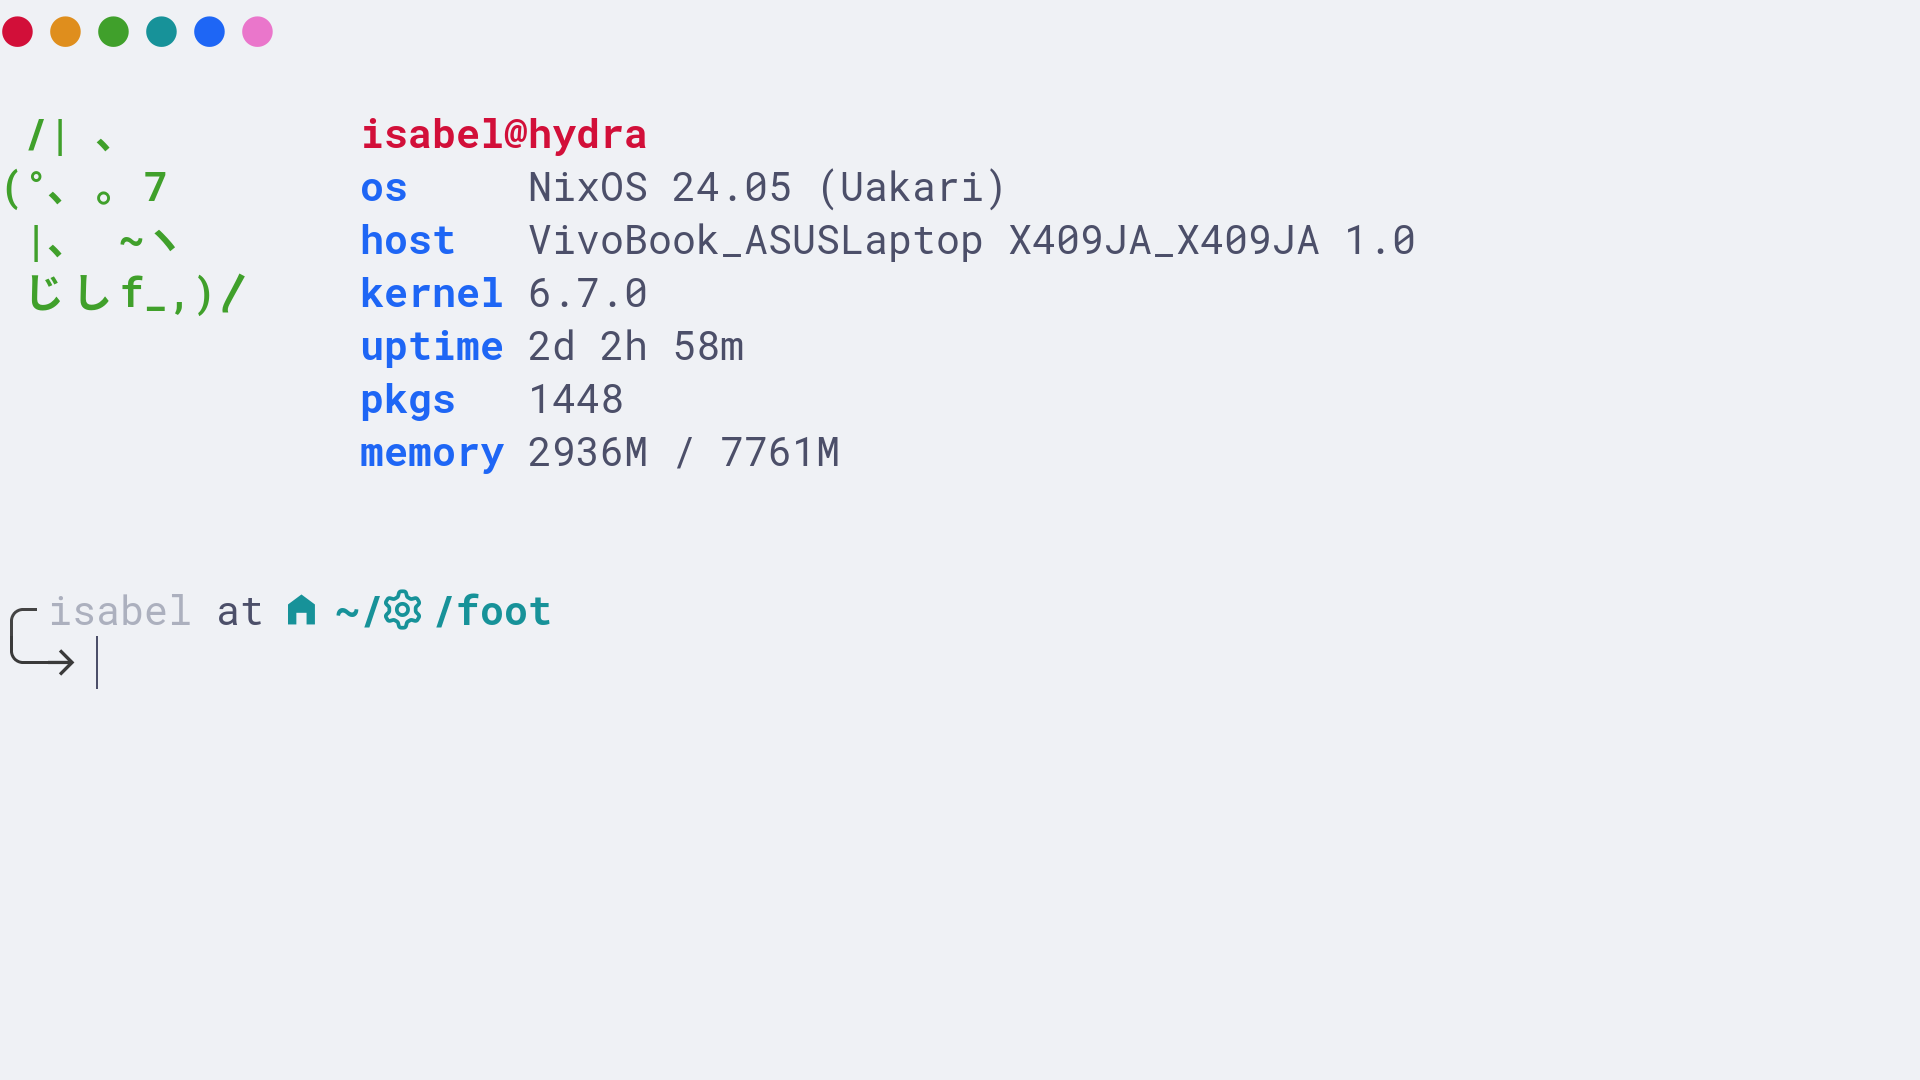 /| 、 isabel@hydra
(°、 。7 os NixOS 24.05 (Uakari)
|、 ~ヽ host VivoBook_ASUSLaptop X409JA_X409JA 1.0
じしf_,)/ kernel 6.7.0
uptime 2d 2h 58m
pkgs 1448
memory 2936M / 7761M
isabel at ~/ /foot